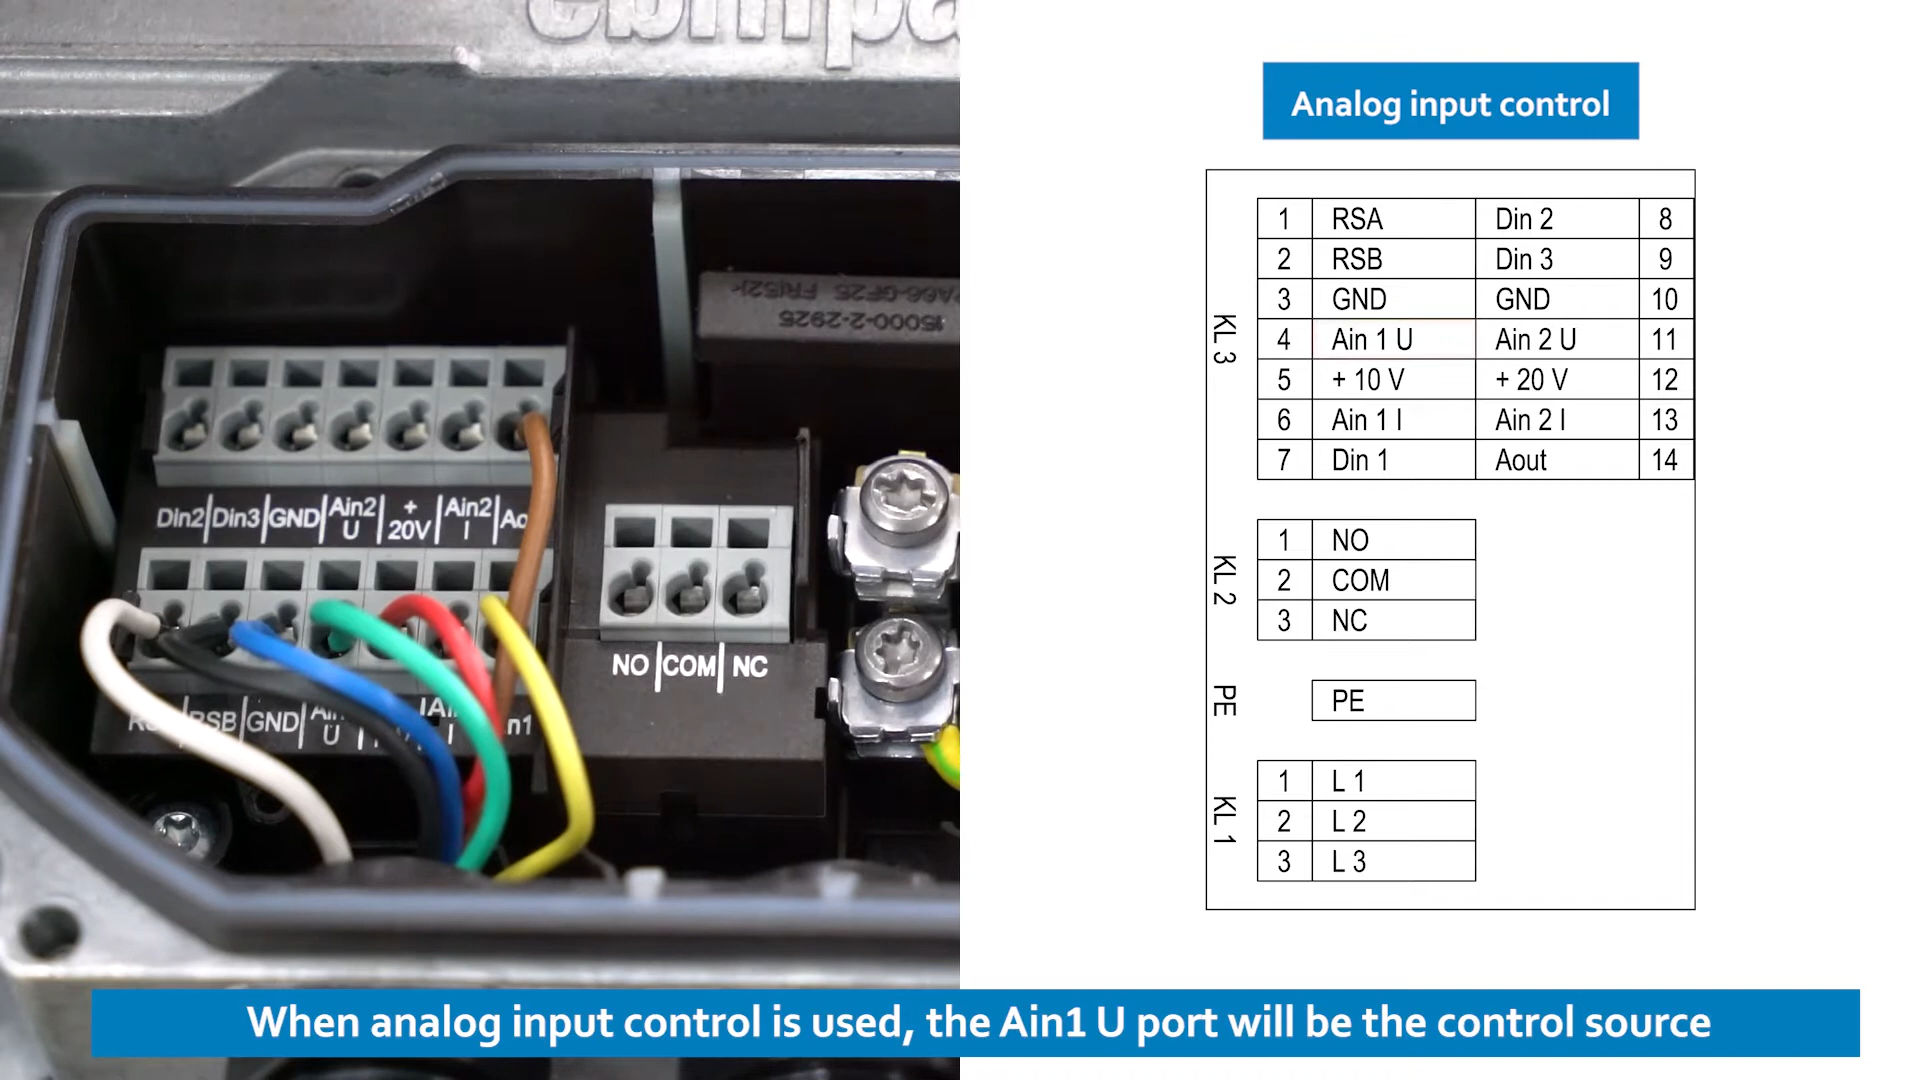 15000-2-2925
Din2 Din3 GND Ain2 U + 20V Ain2 I
NO COM NC
RSB GND
Analog input control
KL 3
1 RSA Din 2 8
2 RSB Din 3 9
3 GND GND 10
4 Ain 1 U Ain 2 U 11
5 + 10 V + 20 V 12
6 Ain 1 I Ain 2 I 13
7 Din 1 Aout 14
KL 2
1 NO
2 COM
3 NC
PE
PE
KL 1
1 L 1
2 L 2
3 L 3
When analog input control is used, the Ain1 U port will be the control source